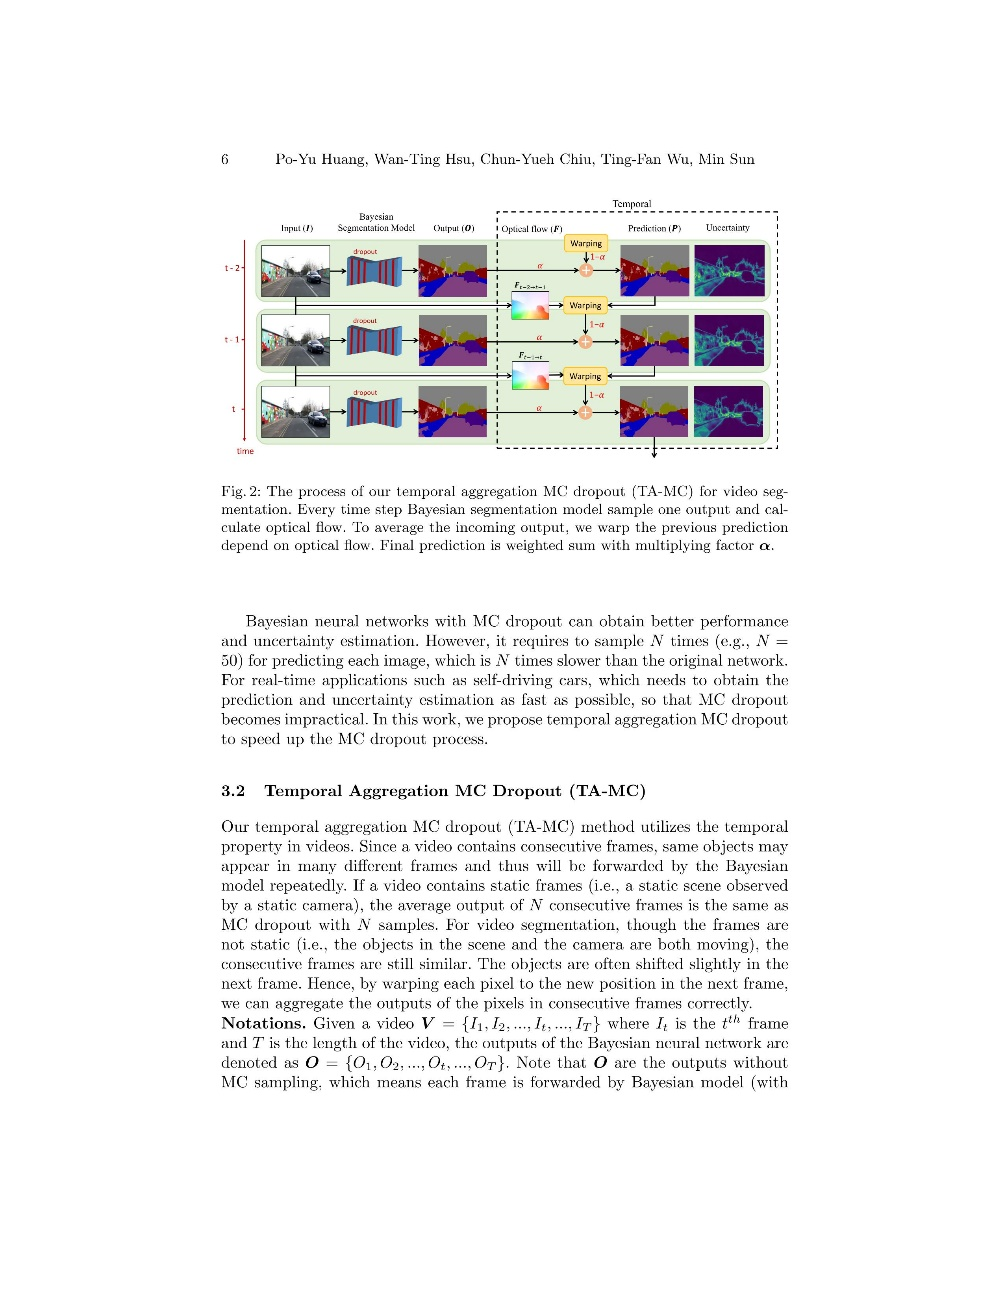 6 Po-Yu Huang, Wan-Ting Hsu, Chun-Yueh Chiu, Ting-Fan Wu, Min Sun
Temporal
Bayesian
Input (I) Segmentation Model Output (O) Optical flow (F) Prediction (P) Uncertainty
Warping
dropout 1-α
t - 2 α
F t−2→t−1
Warping
dropout 1-α
t - 1 α
F t−1→t
Warping
dropout 1-α
t α
time
Fig. 2: The process of our temporal aggregation MC dropout (TA-MC) for video seg-
mentation. Every time step Bayesian segmentation model sample one output and cal-
culate optical flow. To average the incoming output, we warp the previous prediction
depend on optical flow. Final prediction is weighted sum with multiplying factor α.
Bayesian neural networks with MC dropout can obtain better performance
and uncertainty estimation. However, it requires to sample N times (e.g., N =
50) for predicting each image, which is N times slower than the original network.
For real-time applications such as self-driving cars, which needs to obtain the
prediction and uncertainty estimation as fast as possible, so that MC dropout
becomes impractical. In this work, we propose temporal aggregation MC dropout
to speed up the MC dropout process.
3.2 Temporal Aggregation MC Dropout (TA-MC)
Our temporal aggregation MC dropout (TA-MC) method utilizes the temporal
property in videos. Since a video contains consecutive frames, same objects may
appear in many different frames and thus will be forwarded by the Bayesian
model repeatedly. If a video contains static frames (i.e., a static scene observed
by a static camera), the average output of N consecutive frames is the same as
MC dropout with N samples. For video segmentation, though the frames are
not static (i.e., the objects in the scene and the camera are both moving), the
consecutive frames are still similar. The objects are often shifted slightly in the
next frame. Hence, by warping each pixel to the new position in the next frame,
we can aggregate the outputs of the pixels in consecutive frames correctly.
Notations. Given a video V = {I1, I2, ..., It, ..., IT} where It is the t^th frame
and T is the length of the video, the outputs of the Bayesian neural network are
denoted as O = {O1, O2, ..., Ot, ..., OT}. Note that O are the outputs without
MC sampling, which means each frame is forwarded by Bayesian model (with